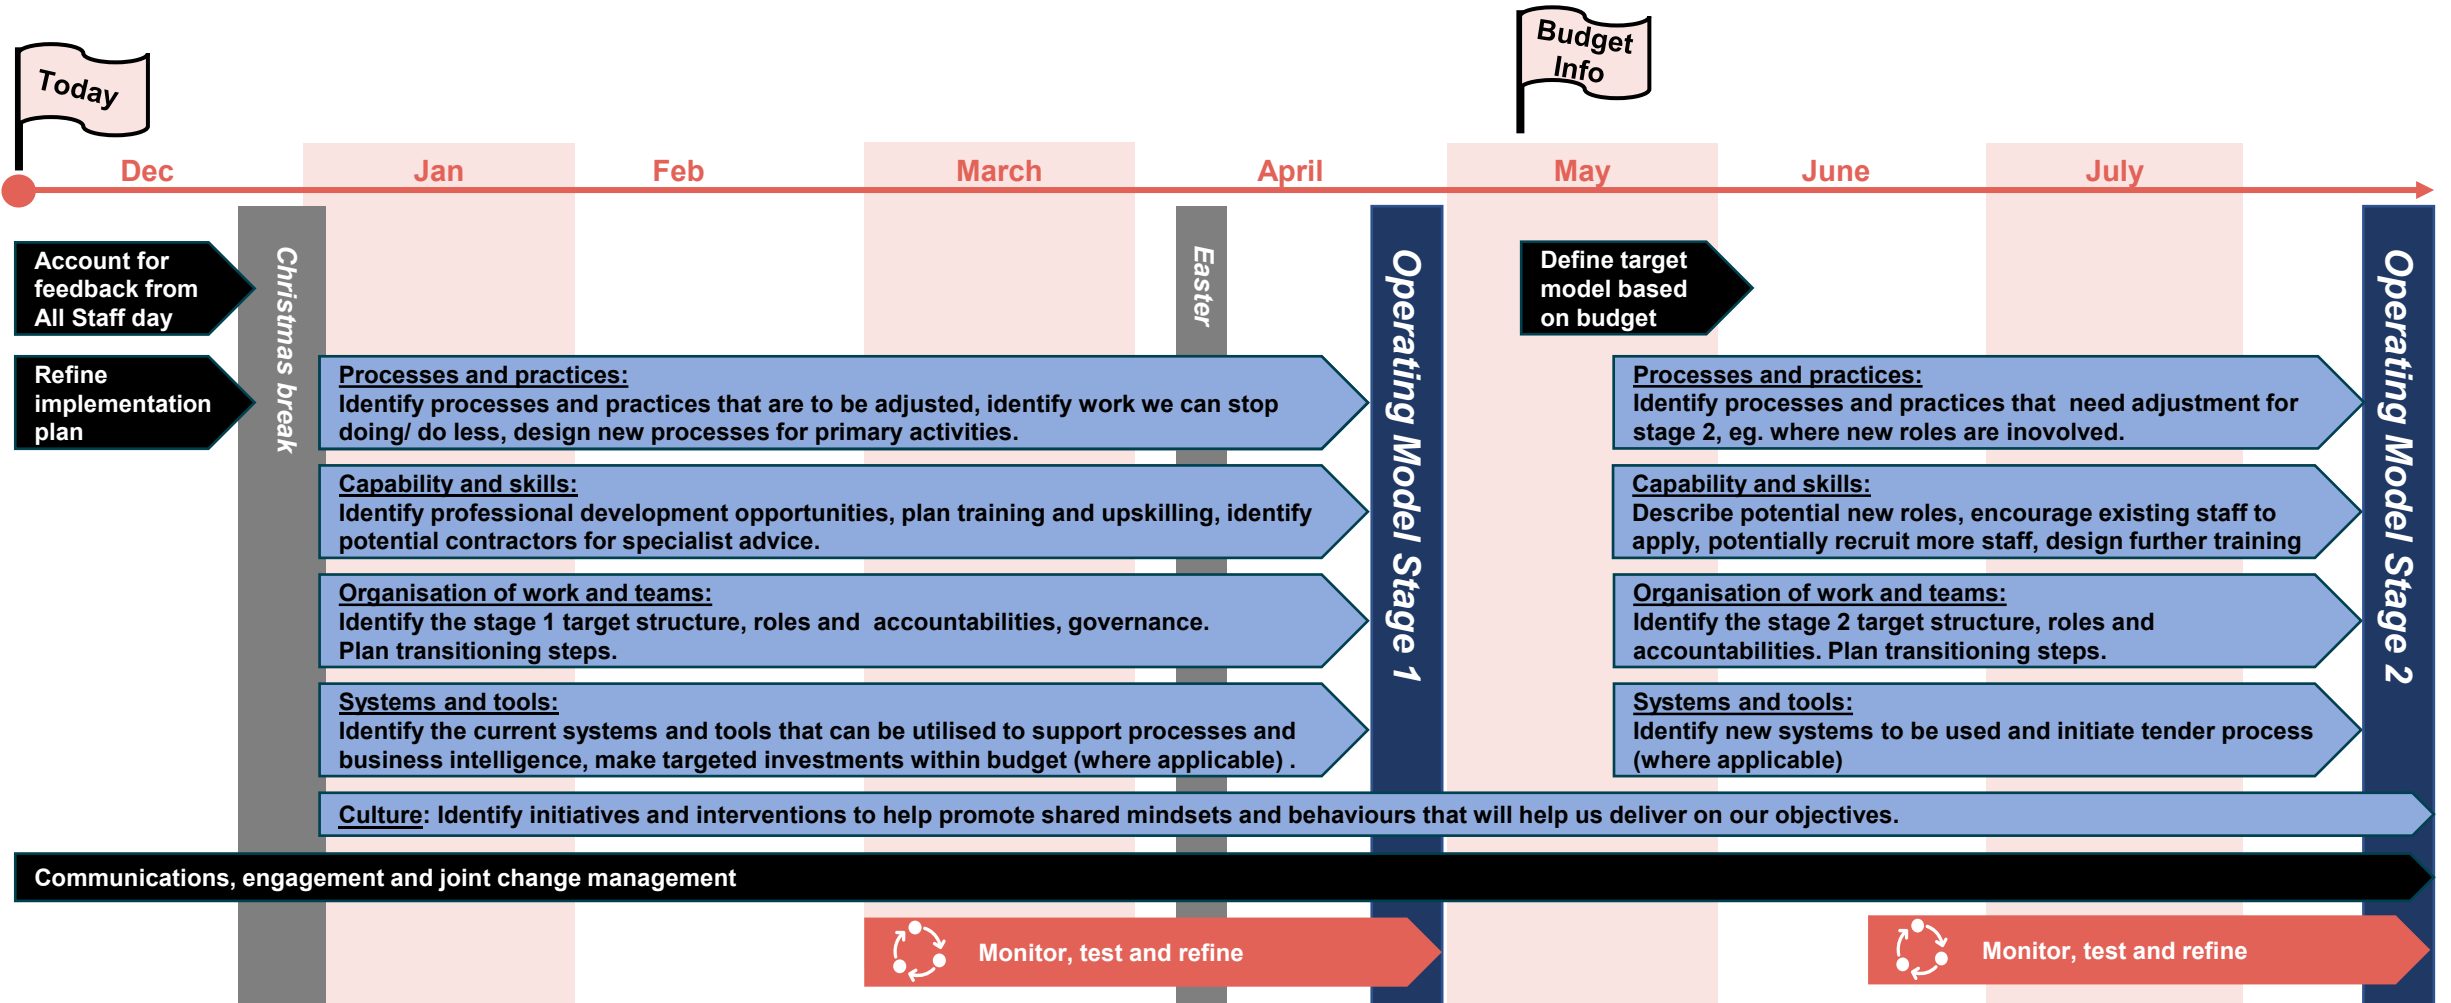 Today
Budget
Info
Dec
Jan
Feb
March
April
May
June
July
Account for
feedback from
All Staff day
Refine
implementation
plan
Christmas break
Easter
Operating Model Stage 1
Define target
model based
on budget
Operating Model Stage 2
Processes and practices:
Identify processes and practices that are to be adjusted, identify work we can stop
doing/ do less, design new processes for primary activities.
Capability and skills:
Identify professional development opportunities, plan training and upskilling, identify
potential contractors for specialist advice.
Organisation of work and teams:
Identify the stage 1 target structure, roles and  accountabilities, governance.
Plan transitioning steps.
Systems and tools:
Identify the current systems and tools that can be utilised to support processes and
business intelligence, make targeted investments within budget (where applicable) .
Processes and practices:
Identify processes and practices that  need adjustment for
stage 2, eg. where new roles are inovolved.
Capability and skills:
Describe potential new roles, encourage existing staff to
apply, potentially recruit more staff, design further training
Organisation of work and teams:
Identify the stage 2 target structure, roles and
accountabilities. Plan transitioning steps.
Systems and tools:
Identify new systems to be used and initiate tender process
(where applicable)
Culture: Identify initiatives and interventions to help promote shared mindsets and behaviours that will help us deliver on our objectives.
Communications, engagement and joint change management
Monitor, test and refine
Monitor, test and refine